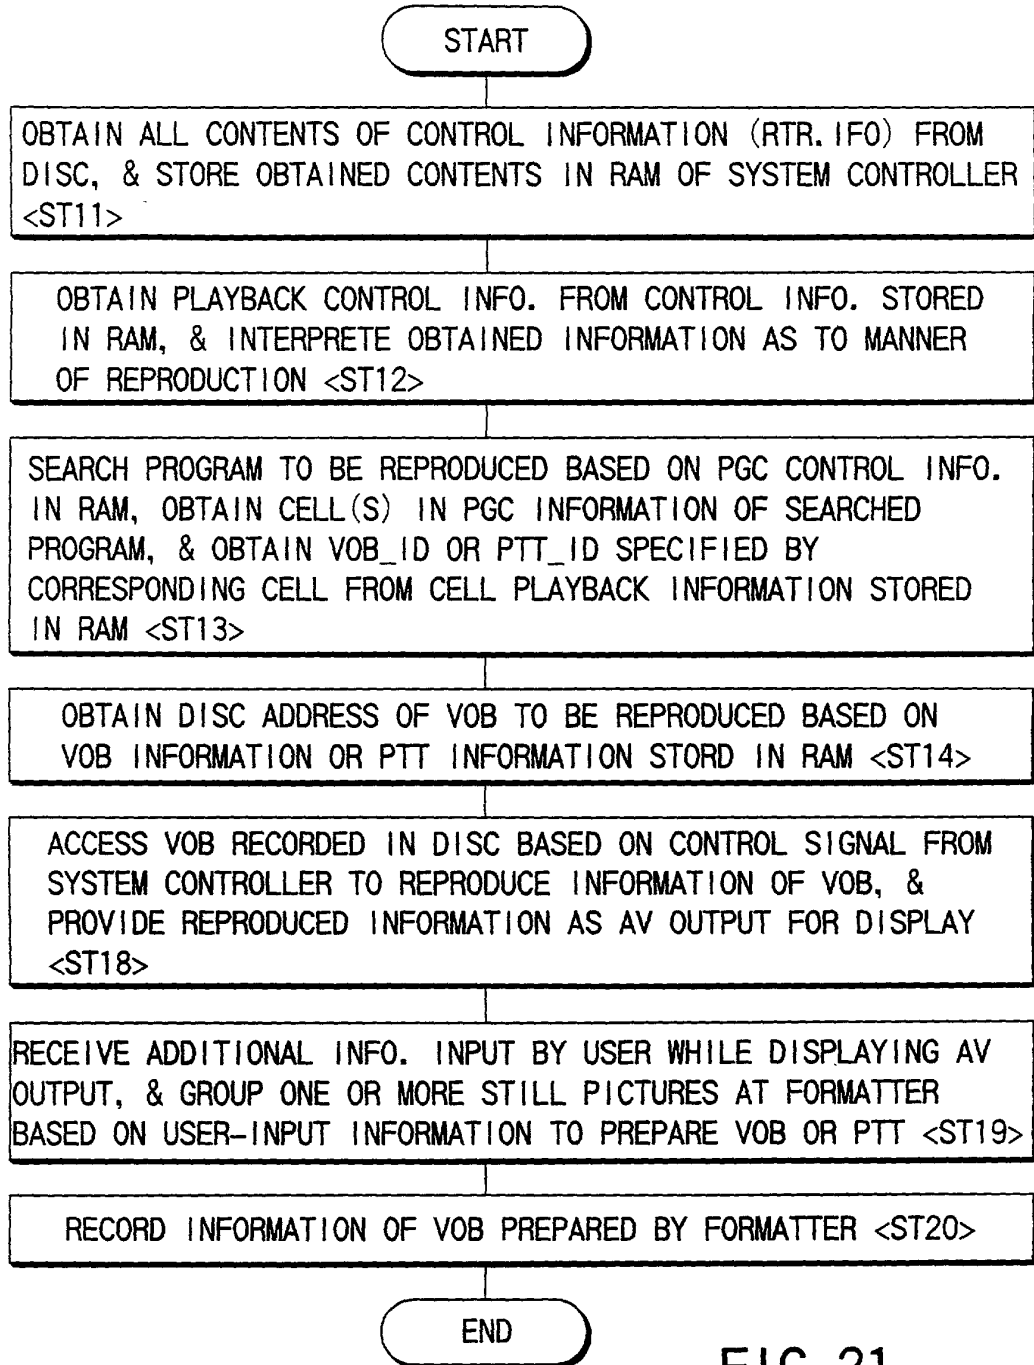 START
OBTAIN ALL CONTENTS OF CONTROL INFORMATION (RTR.IFO) FROM
DISC, & STORE OBTAINED CONTENTS IN RAM OF SYSTEM CONTROLLER
<ST11>
OBTAIN PLAYBACK CONTROL INFO. FROM CONTROL INFO. STORED
IN RAM, & INTERPRETE OBTAINED INFORMATION AS TO MANNER
OF REPRODUCTION <ST12>
SEARCH PROGRAM TO BE REPRODUCED BASED ON PGC CONTROL INFO.
IN RAM, OBTAIN CELL(S) IN PGC INFORMATION OF SEARCHED
PROGRAM, & OBTAIN VOB_ID OR PTT_ID SPECIFIED BY
CORRESPONDING CELL FROM CELL PLAYBACK INFORMATION STORED
IN RAM <ST13>
OBTAIN DISC ADDRESS OF VOB TO BE REPRODUCED BASED ON
VOB INFORMATION OR PTT INFORMATION STORD IN RAM <ST14>
ACCESS VOB RECORDED IN DISC BASED ON CONTROL SIGNAL FROM
SYSTEM CONTROLLER TO REPRODUCE INFORMATION OF VOB, &
PROVIDE REPRODUCED INFORMATION AS AV OUTPUT FOR DISPLAY
<ST18>
RECEIVE ADDITIONAL INFO. INPUT BY USER WHILE DISPLAYING AV
OUTPUT, & GROUP ONE OR MORE STILL PICTURES AT FORMATTER
BASED ON USER-INPUT INFORMATION TO PREPARE VOB OR PTT <ST19>
RECORD INFORMATION OF VOB PREPARED BY FORMATTER <ST20>
END
FIG. 21